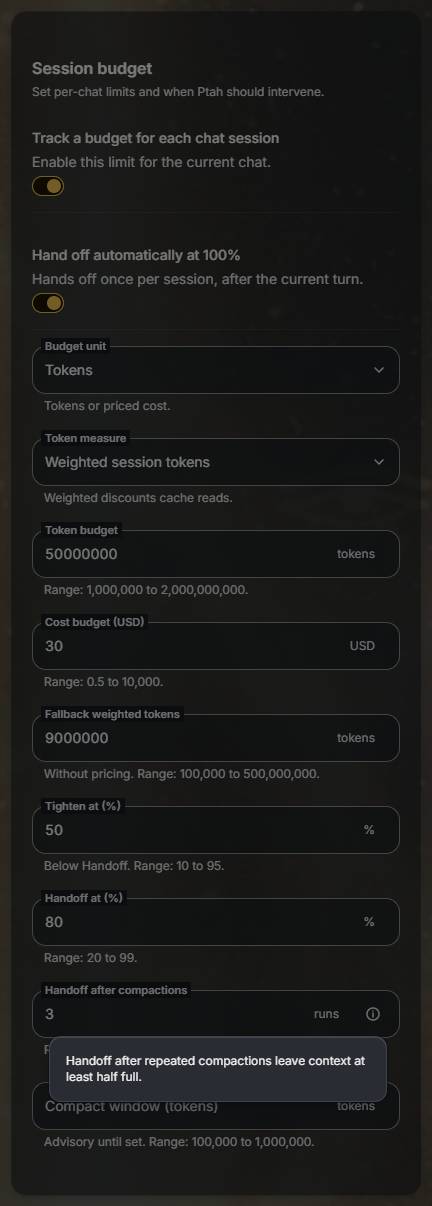 Session budget
Set per-chat limits and when Ptah should intervene.
Track a budget for each chat session
Enable this limit for the current chat.
Hand off automatically at 100%
Hands off once per session, after the current turn.
Budget unit
Tokens
Tokens or priced cost.
Token measure
Weighted session tokens
Weighted discounts cache reads.
Token budget
50000000 tokens
Range: 1,000,000 to 2,000,000,000.
Cost budget (USD)
30 USD
Range: 0.5 to 10,000.
Fallback weighted tokens
9000000 tokens
Without pricing. Range: 100,000 to 500,000,000.
Tighten at (%)
50 %
Below Handoff. Range: 10 to 95.
Handoff at (%)
80 %
Range: 20 to 99.
Handoff after compactions
3 runs
Handoff after repeated compactions leave context at
least half full.
Compact window (tokens) tokens
Advisory until set. Range: 100,000 to 1,000,000.